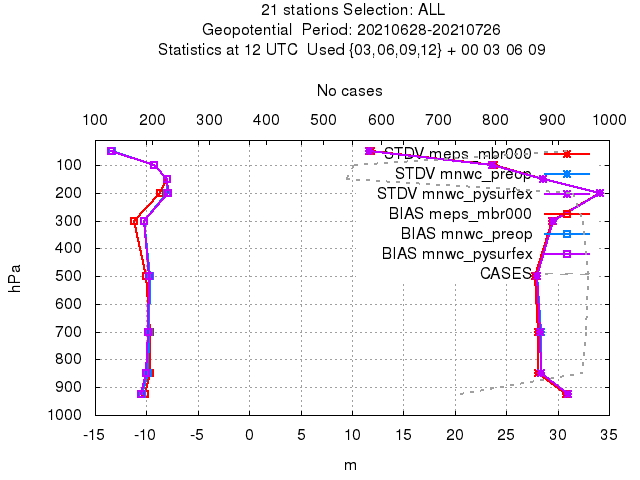 21 stations Selection: ALL
Geopotential  Period: 20210628-20210726
Statistics at 12 UTC  Used {03,06,09,12} + 00 03 06 09
No cases
100 200 300 400 500 600 700 800 900 1000
STDV meps_mbr000
STDV mnwc_preop
STDV mnwc_pysurfex
BIAS meps_mbr000
BIAS mnwc_preop
BIAS mnwc_pysurfex
CASES
100
200
300
400
500
600
700
800
900
1000
hPa
-15 -10 -5 0 5 10 15 20 25 30 35
m